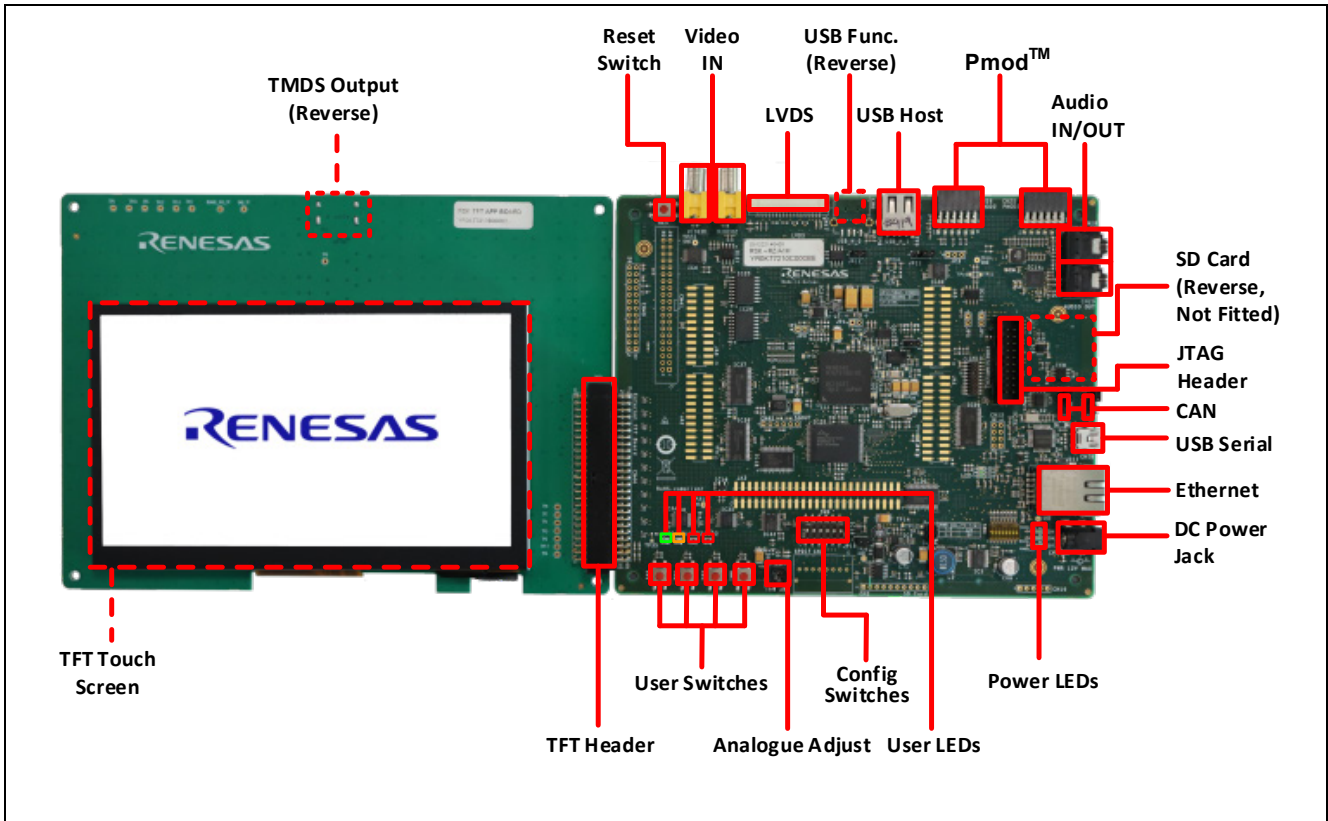 Reset
Switch
Video
IN
USB Func.
(Reverse)
Pmod™
TMDS Output
(Reverse)
LVDS
USB Host
Audio
IN/OUT
RENESAS
RENESAS
SD Card
(Reverse,
Not Fitted)
JTAG
Header
CAN
USB Serial
RENESAS
Ethernet
DC Power
Jack
TFT Touch
Screen
User Switches
Config
Switches
Power LEDs
TFT Header
Analogue Adjust
User LEDs